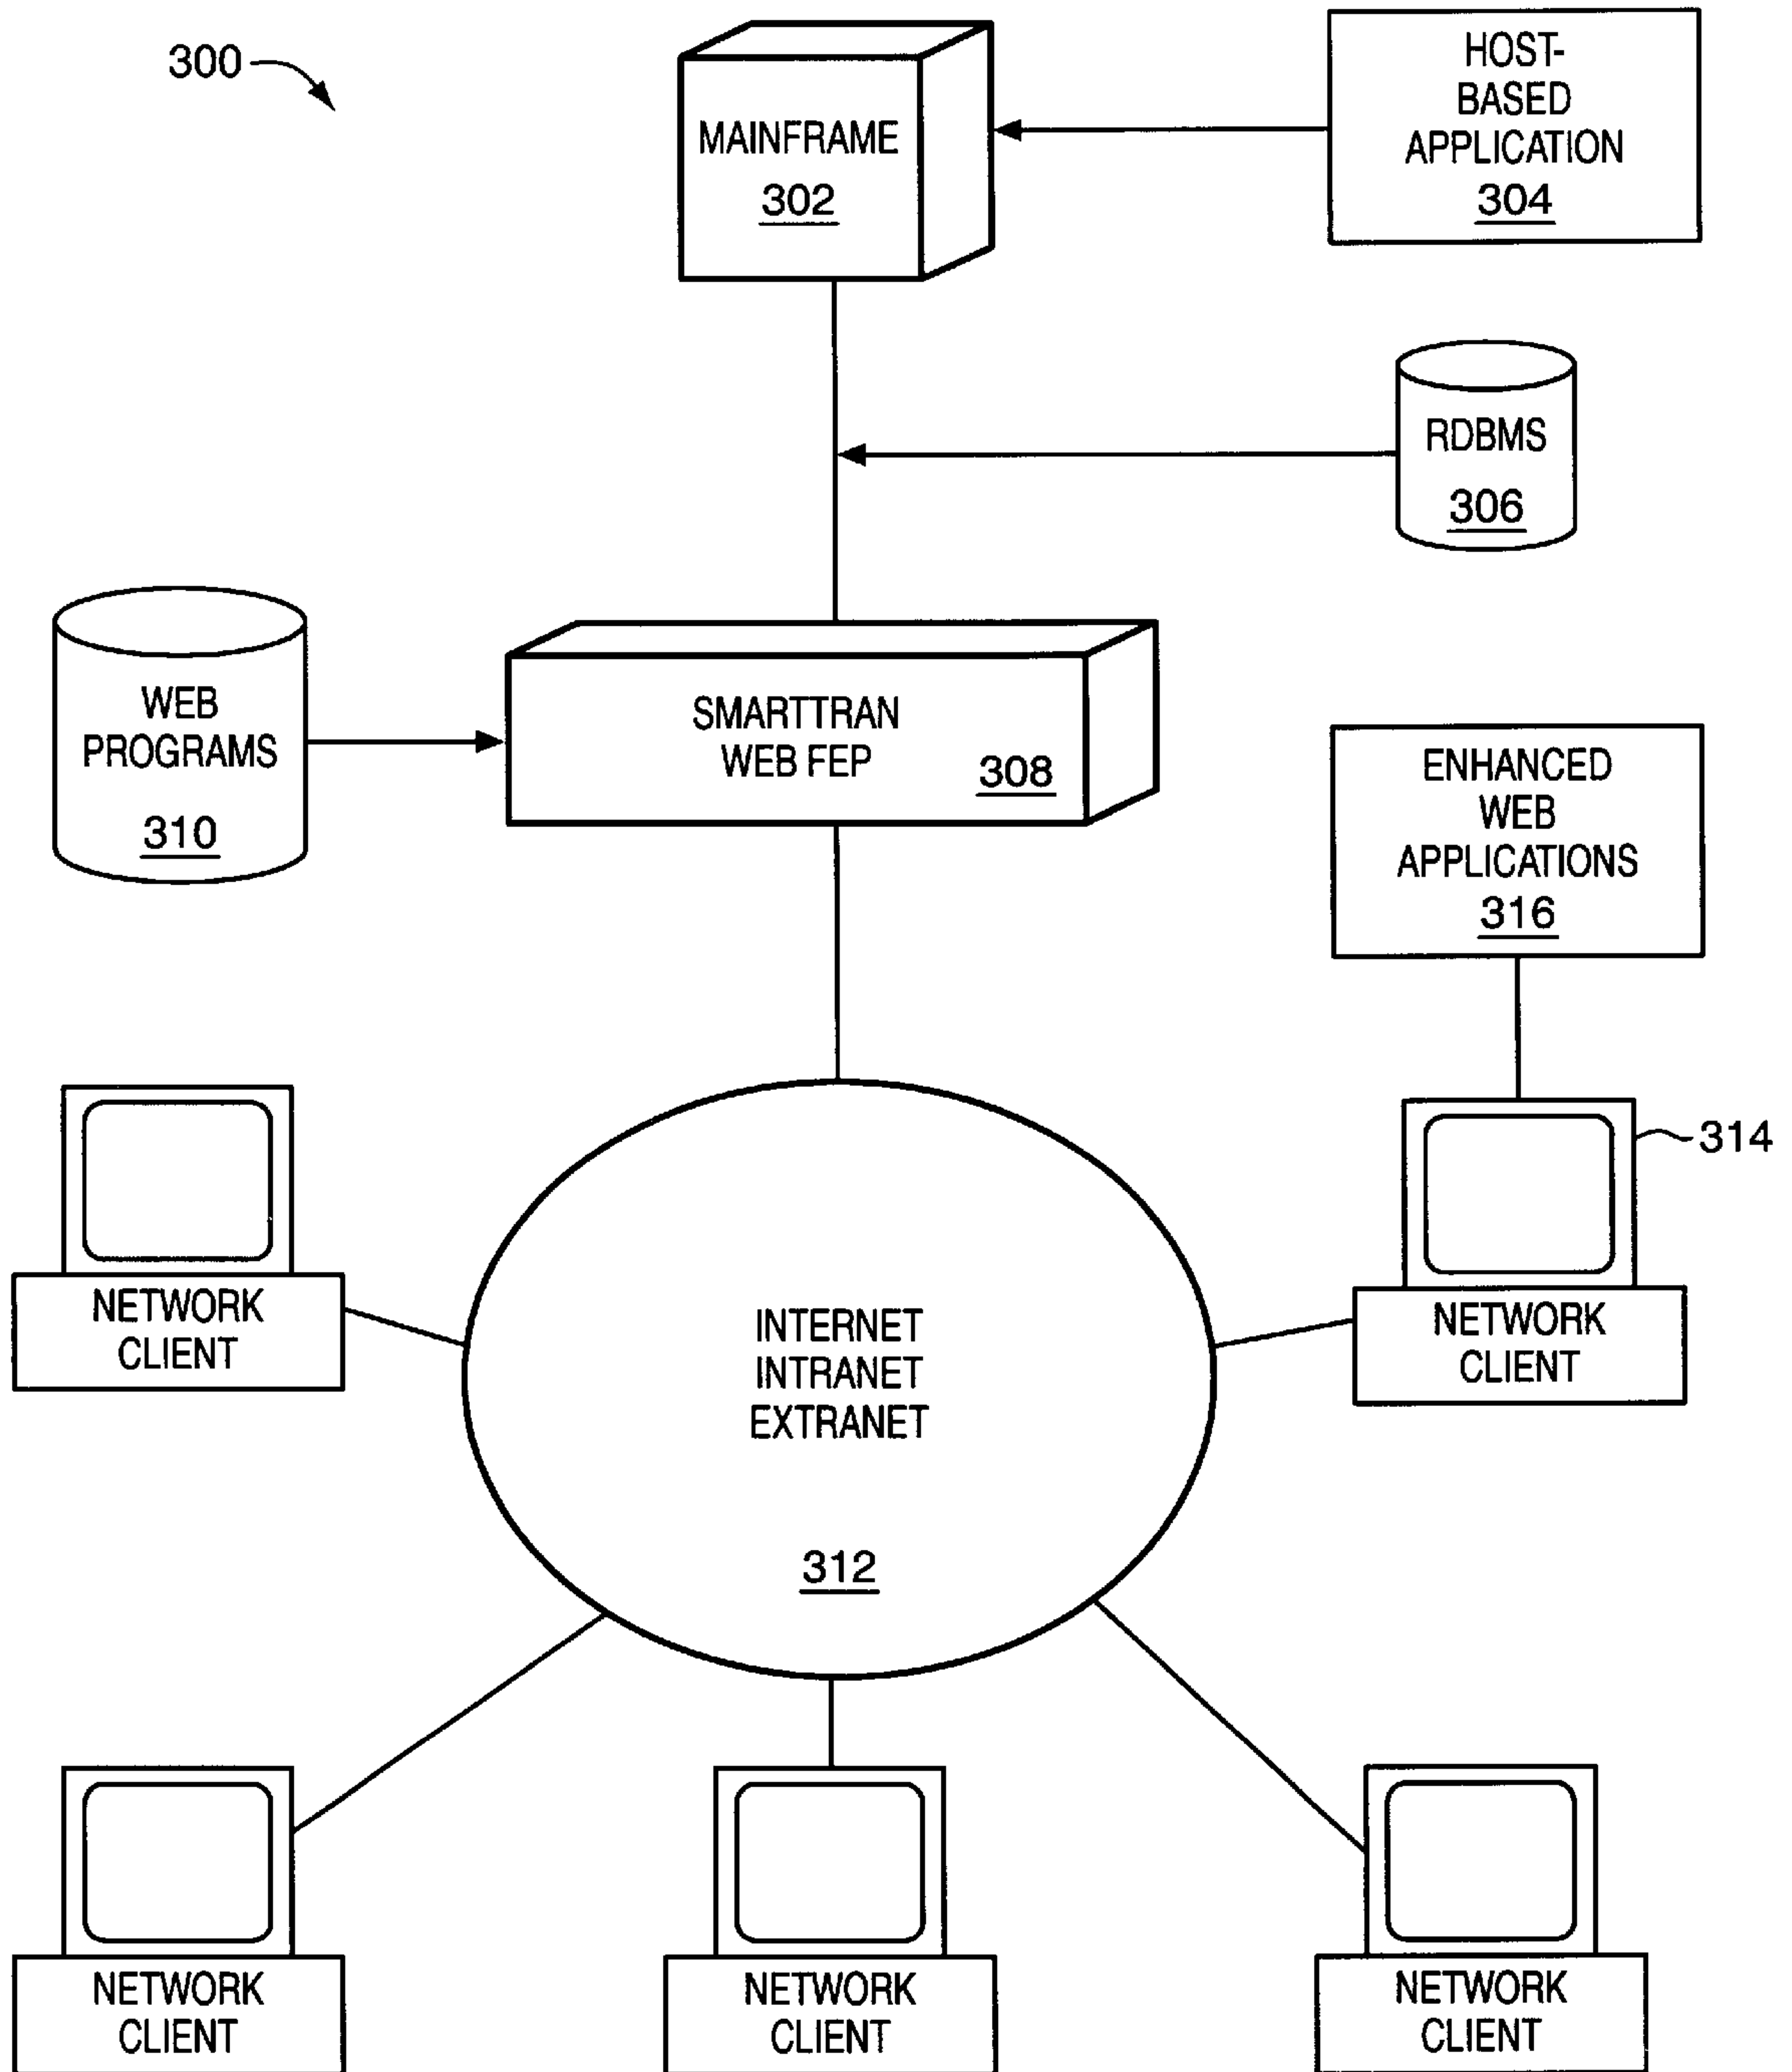 300
MAINFRAME
302
HOST-
BASED
APPLICATION
304
RDBMS
306
WEB
PROGRAMS
310
SMARTTRAN
WEB FEP
308
ENHANCED
WEB
APPLICATIONS
316
314
NETWORK
CLIENT
INTERNET
INTRANET
EXTRANET
312
NETWORK
CLIENT
NETWORK
CLIENT
NETWORK
CLIENT
NETWORK
CLIENT